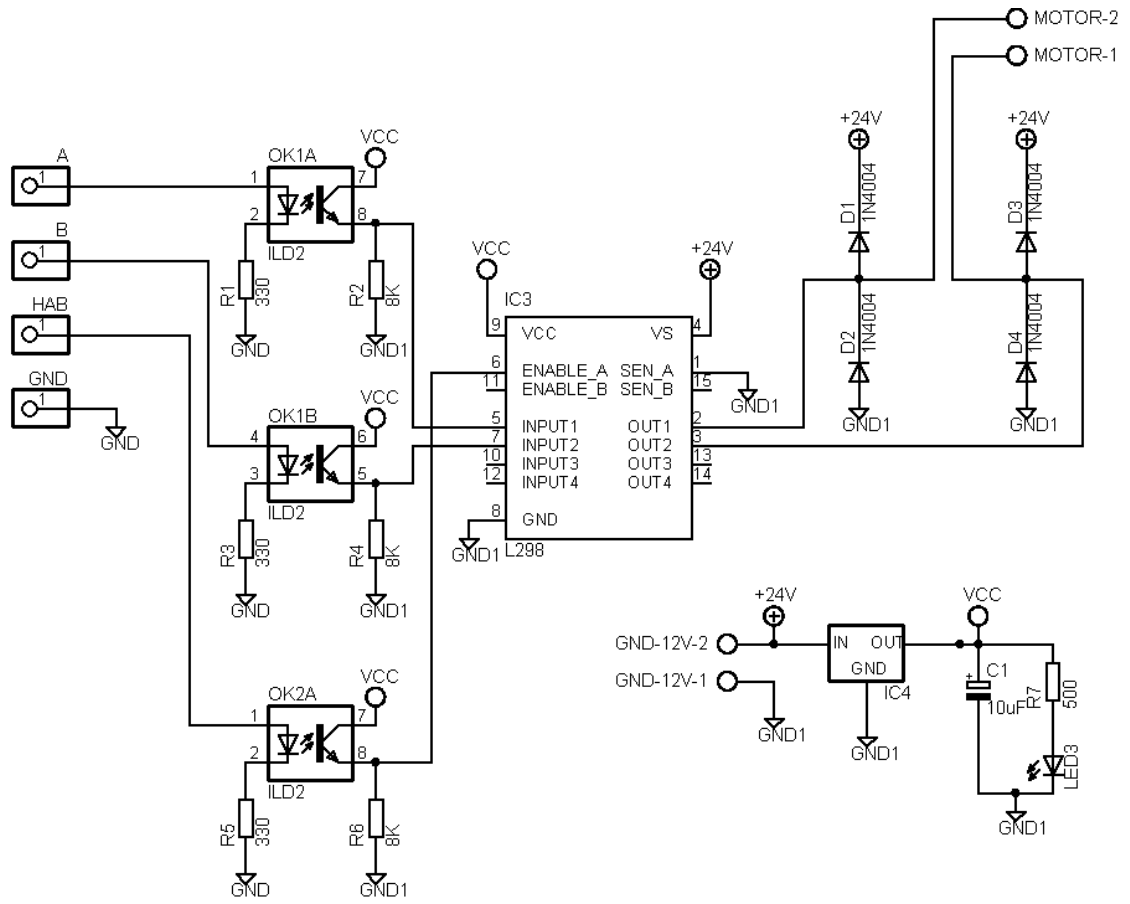 MOTOR-2
MOTOR-1
+24V
+24V
D1
1N4004
D3
1N4004
D2
1N4004
D4
1N4004
GND1
GND1
A
1
B
1
HAB
1
GND
1
GND
OK1A
VCC
1
7
2
8
ILD2
R1
330
R2
8K
GND
GND1
OK1B
VCC
4
6
3
5
ILD2
R3
330
R4
8K
GND
GND1
OK2A
VCC
1
7
2
8
ILD2
R5
330
R6
8K
GND
GND1
VCC
+24V
IC3
9 VCC VS 4
6 ENABLE_A SEN_A 1
11 ENABLE_B SEN_B 15
GND1
5 INPUT1 OUT1 2
7 INPUT2 OUT2 3
10 INPUT3 OUT3 13
12 INPUT4 OUT4 14
8 GND
GND1
L298
+24V
VCC
GND-12V-2
IN OUT
GND
IC4
GND-12V-1
GND1
GND1
C1
+
10uF
R7
500
LED3
GND1